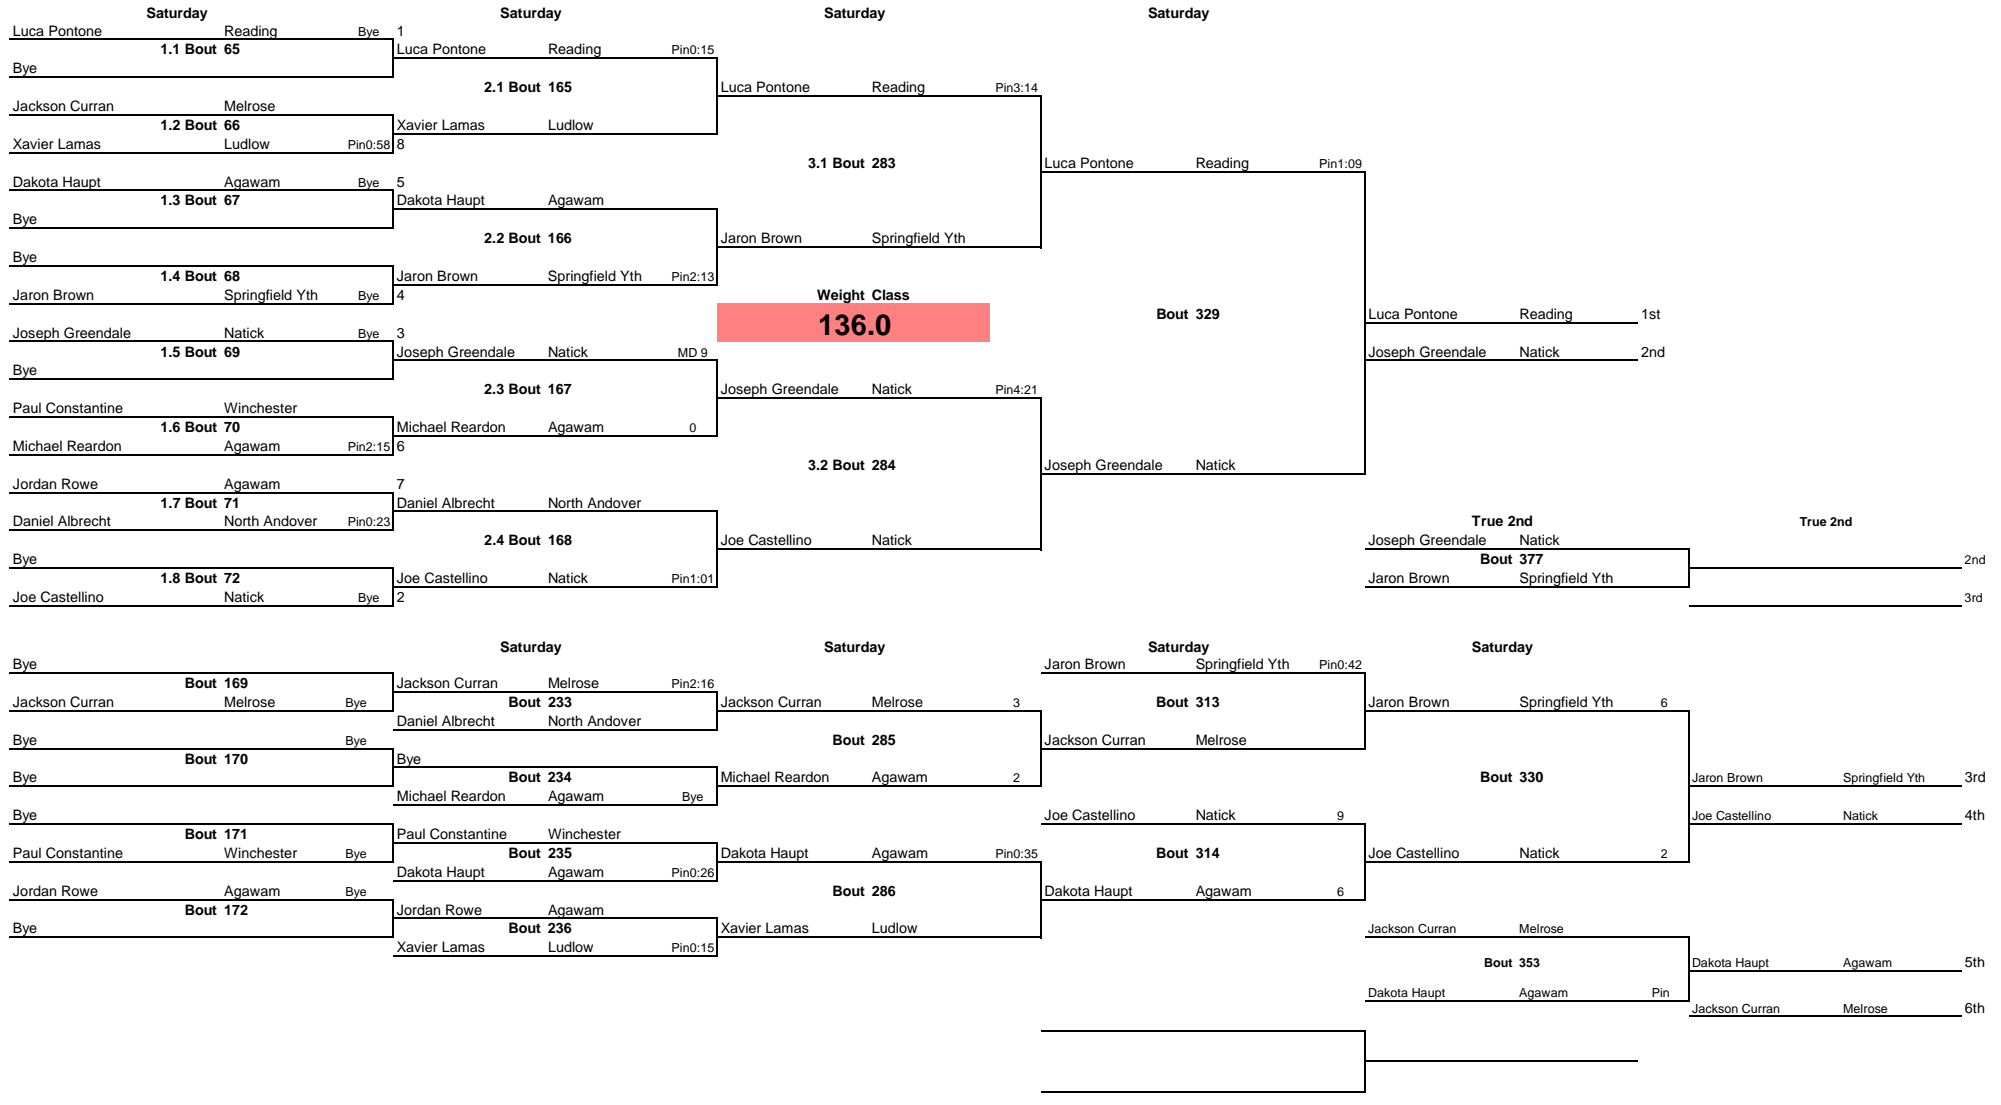 Saturday Saturday Saturday Saturday
Luca Pontone Reading Bye 1
1.1 Bout 65 Luca Pontone Reading Pin0:15
Bye
2.1 Bout 165 Luca Pontone Reading Pin3:14
Jackson Curran Melrose
1.2 Bout 66 Xavier Lamas Ludlow
Xavier Lamas Ludlow Pin0:58 8
3.1 Bout 283 Luca Pontone Reading Pin1:09
Dakota Haupt Agawam Bye 5
1.3 Bout 67 Dakota Haupt Agawam
Bye
2.2 Bout 166 Jaron Brown Springfield Yth
Bye
1.4 Bout 68 Jaron Brown Springfield Yth Pin2:13
Jaron Brown Springfield Yth Bye 4 Weight Class
136.0 Bout 329 Luca Pontone Reading 1st
Joseph Greendale Natick Bye 3
1.5 Bout 69 Joseph Greendale Natick MD 9 Joseph Greendale Natick 2nd
Bye
2.3 Bout 167 Joseph Greendale Natick Pin4:21
Paul Constantine Winchester
1.6 Bout 70 Michael Reardon Agawam 0
Michael Reardon Agawam Pin2:15 6
3.2 Bout 284 Joseph Greendale Natick
Jordan Rowe Agawam 7
1.7 Bout 71 Daniel Albrecht North Andover
Daniel Albrecht North Andover Pin0:23 True 2nd True 2nd
2.4 Bout 168 Joe Castellino Natick Joseph Greendale Natick
Bye Bout 377 2nd
1.8 Bout 72 Joe Castellino Natick Pin1:01 Jaron Brown Springfield Yth
Joe Castellino Natick Bye 2 3rd
Saturday Saturday Saturday Saturday
Bye Jaron Brown Springfield Yth Pin0:42
Bout 169 Jackson Curran Melrose Pin2:16
Jackson Curran Melrose Bye Bout 233 Jackson Curran Melrose 3 Bout 313 Jaron Brown Springfield Yth 6
Daniel Albrecht North Andover
Bye Bye Bout 285 Jackson Curran Melrose
Bout 170 Bye
Bye Bout 234 Michael Reardon Agawam 2 Bout 330 Jaron Brown Springfield Yth 3rd
Michael Reardon Agawam Bye
Bye Joe Castellino Natick 9 Joe Castellino Natick 4th
Bout 171 Paul Constantine Winchester
Paul Constantine Winchester Bye Bout 235 Dakota Haupt Agawam Pin0:35 Bout 314 Joe Castellino Natick 2
Dakota Haupt Agawam Pin0:26
Jordan Rowe Agawam Bye Bout 286 Dakota Haupt Agawam 6
Bout 172 Jordan Rowe Agawam
Bye Bout 236 Xavier Lamas Ludlow Jackson Curran Melrose
Xavier Lamas Ludlow Pin0:15
Bout 353 Dakota Haupt Agawam 5th
Dakota Haupt Agawam Pin
Jackson Curran Melrose 6th